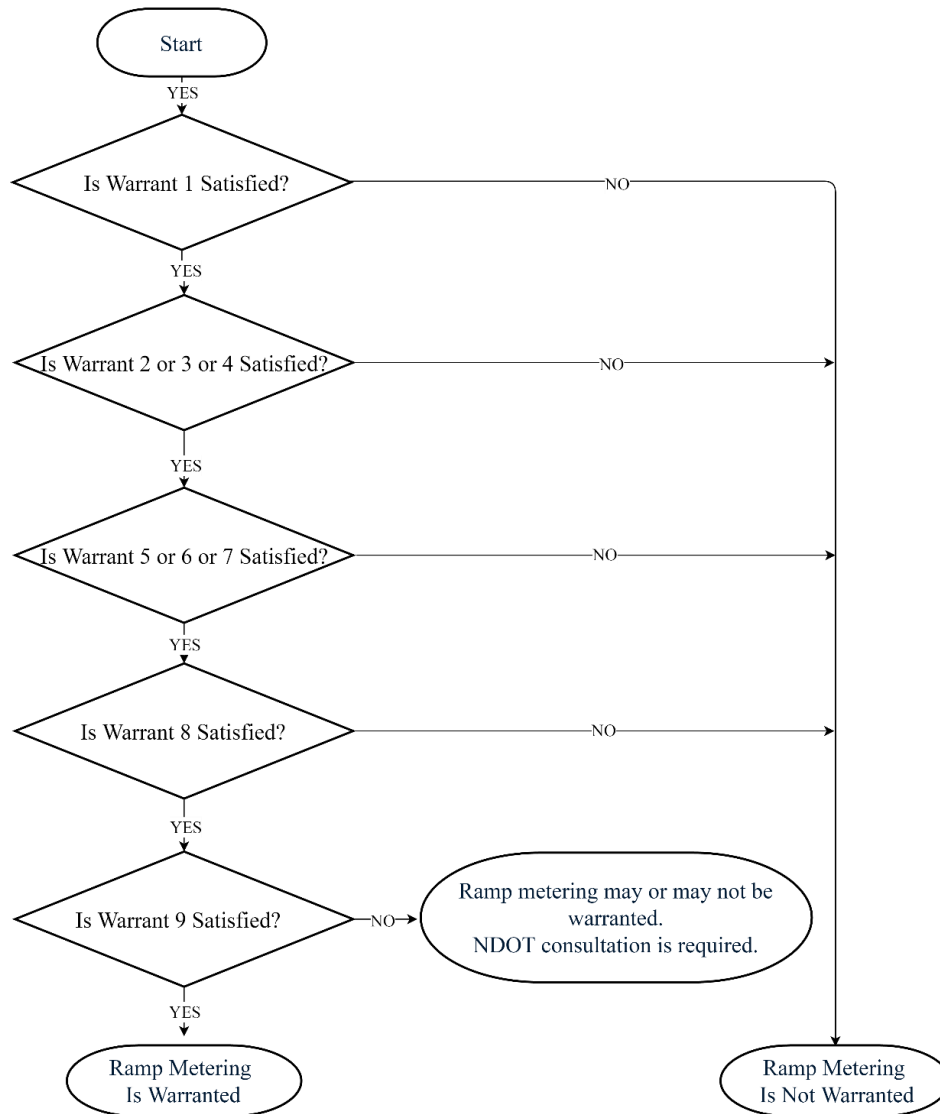 Start
YES
Is Warrant 1 Satisfied?
NO
YES
Is Warrant 2 or 3 or 4 Satisfied?
NO
YES
Is Warrant 5 or 6 or 7 Satisfied?
NO
YES
Is Warrant 8 Satisfied?
NO
YES
Is Warrant 9 Satisfied?
NO
Ramp metering may or may not be
warranted.
NDOT consultation is required.
YES
Ramp Metering
Is Warranted
Ramp Metering
Is Not Warranted